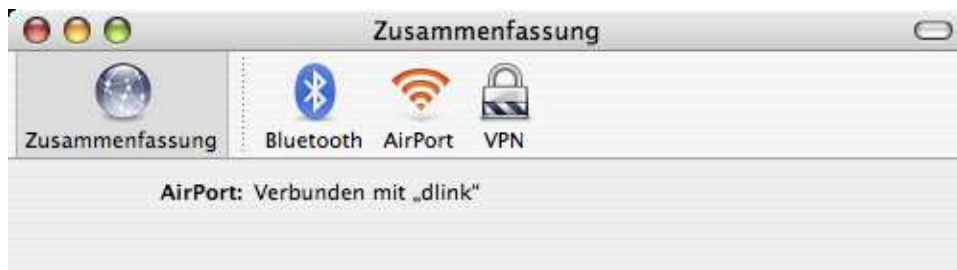 Zusammenfassung
Zusammenfassung Bluetooth AirPort VPN
AirPort: Verbunden mit „dlink“